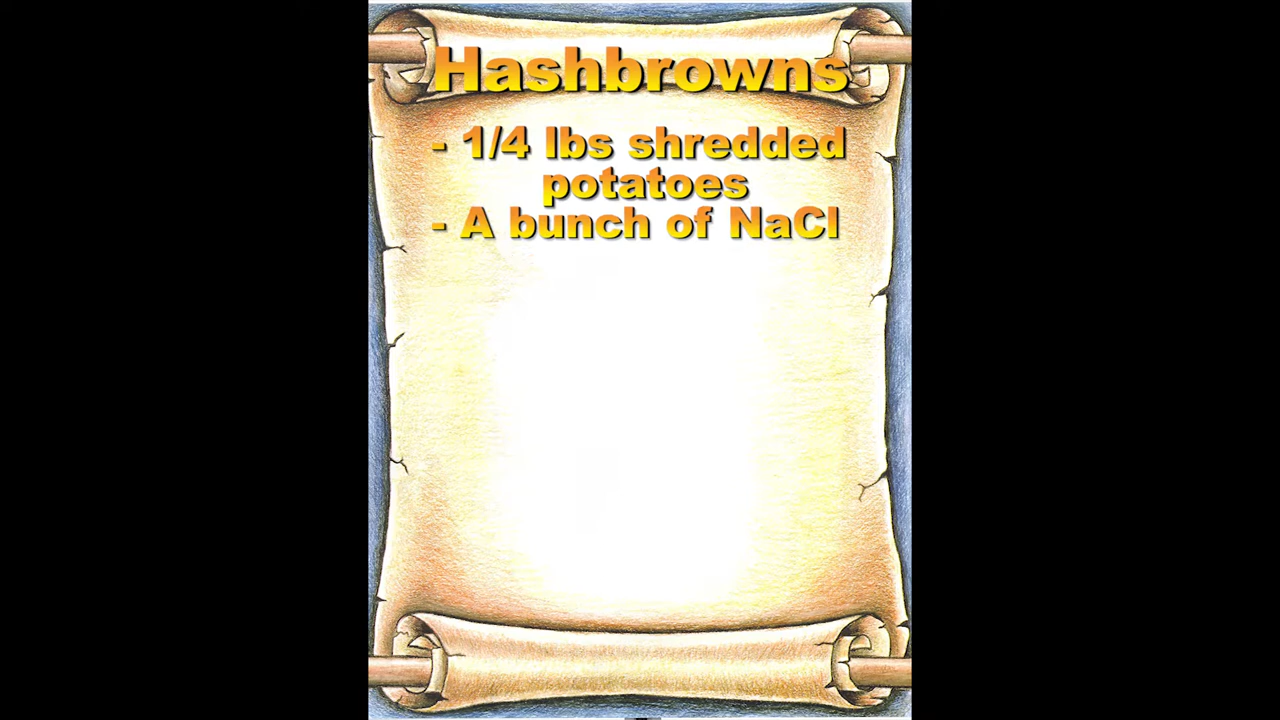 Hashbrowns
- 1/4 lbs shredded
potatoes
- A bunch of NaCl